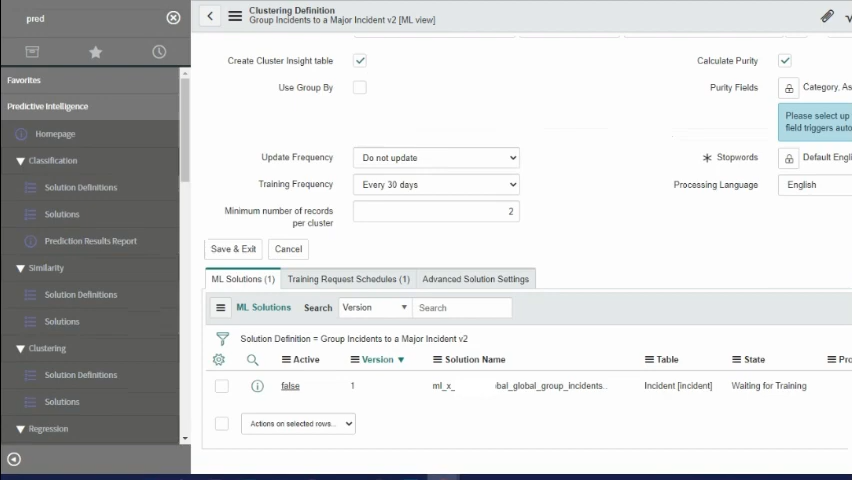 pred
Clustering Definition
Group Incidents to a Major Incident v2 [ML view]
Favorites
Predictive Intelligence
Homepage
Classification
Solution Definitions
Solutions
Prediction Results Report
Similarity
Solution Definitions
Solutions
Clustering
Solution Definitions
Solutions
Regression
Create Cluster Insight table
Calculate Purity
Use Group By
Purity Fields
Category, As
Please select up
field triggers auto
Update Frequency
Do not update
Stopwords
Default Engli
Training Frequency
Every 30 days
Processing Language
English
Minimum number of records
per cluster
2
Save & Exit
Cancel
ML Solutions (1)
Training Request Schedules (1)
Advanced Solution Settings
ML Solutions
Search
Version
Search
Solution Definition = Group Incidents to a Major Incident v2
Active
Version
Solution Name
Table
State
Pro
false
1
ml_x_ bal_global_group_incidents..
Incident [incident]
Waiting for Training
Actions on selected rows...